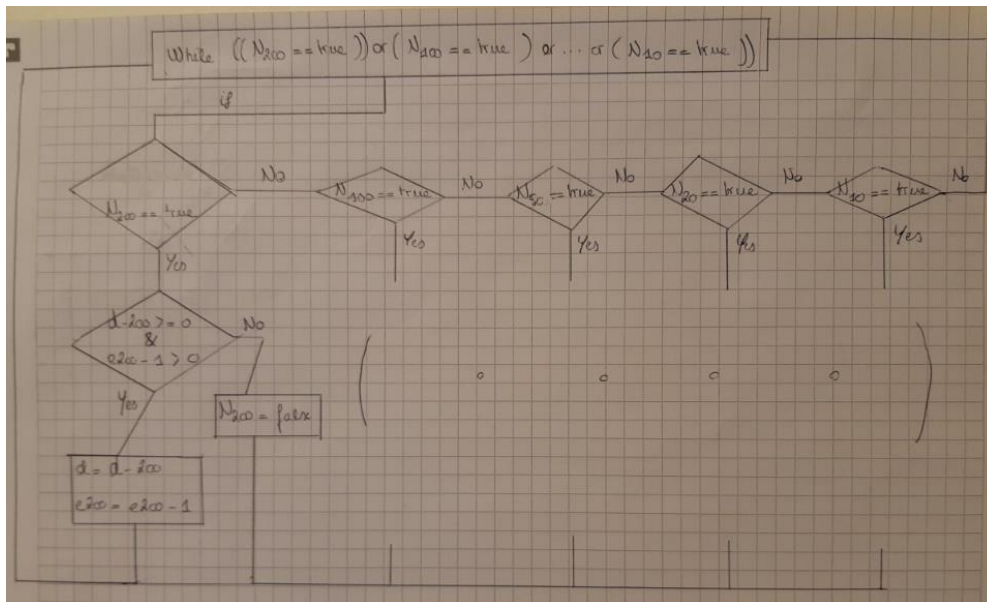 While ((N200 == true)) or (N100 == true) or ... or (N10 == true))
if
N200 == true
No
N100 == true
No
N50 == true
No
N20 == true
No
N10 == true
No
Yes
Yes
Yes
Yes
Yes
d-200 >= 0
&
e200 - 1 > 0
No
Yes
N200 = false
d = d - 200
e200 = e200 - 1